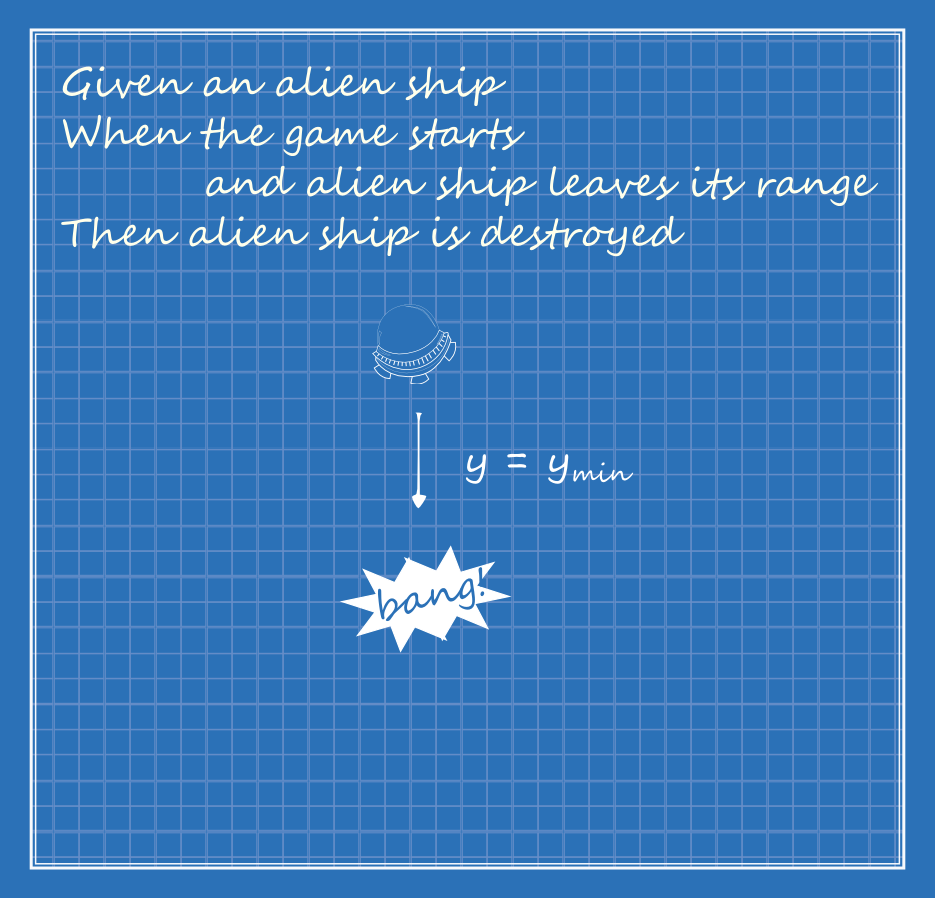 Given an alien ship
When the game starts
and alien ship leaves its range
Then alien ship is destroyed
y = ymin
bang!